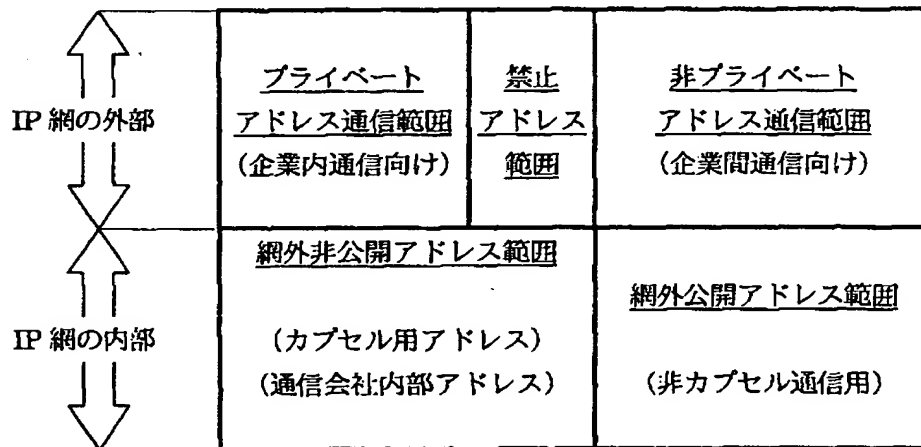 IP 網の外部
プライベート
アドレス通信範囲
(企業内通信向け)
禁止
アドレス
範囲
非プライベート
アドレス通信範囲
(企業間通信向け)
IP 網の内部
網外非公開アドレス範囲
(カプセル用アドレス)
(通信会社内部アドレス)
網外公開アドレス範囲
(非カプセル通信用)